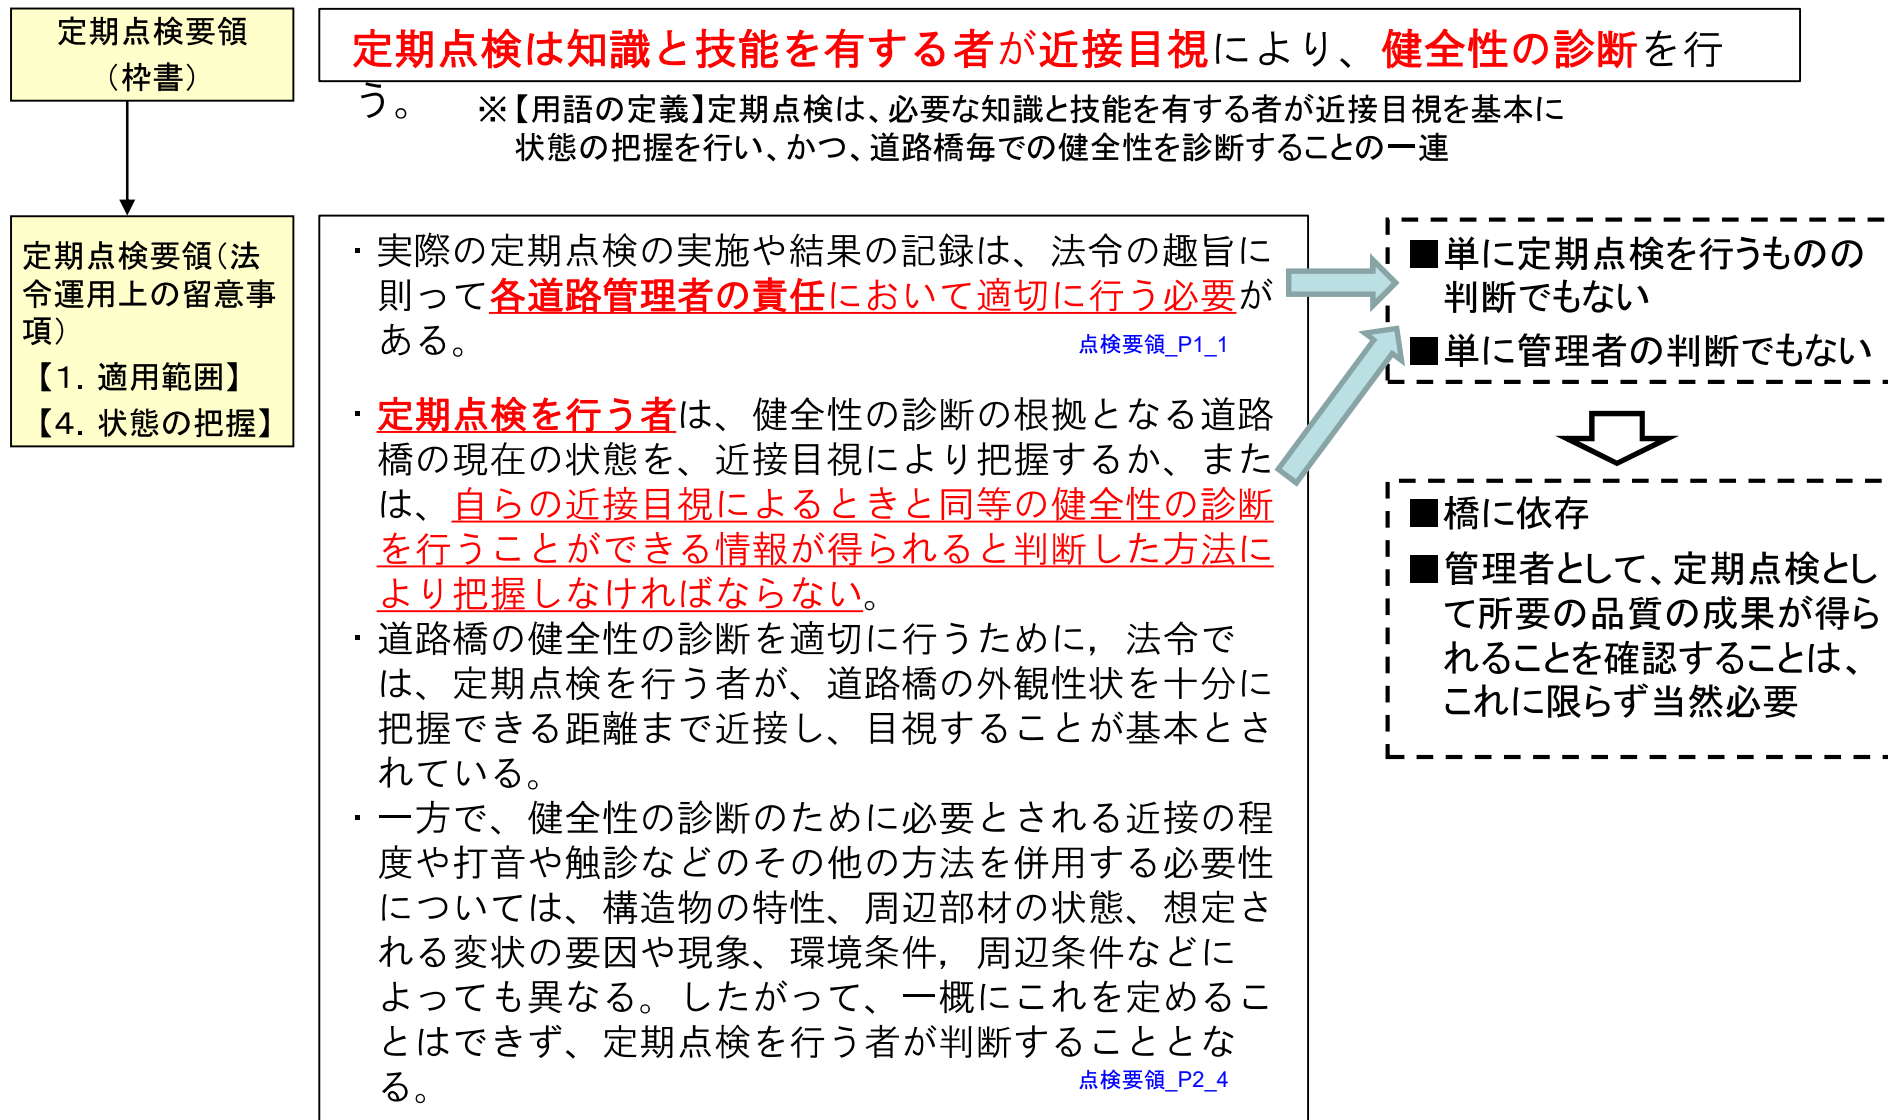 定期点検要領
（枠書）
定期点検は知識と技能を有する者が近接目視により、健全性の診断を行
う。
※【用語の定義】定期点検は、必要な知識と技能を有する者が近接目視を基本に
状態の把握を行い、かつ、道路橋毎での健全性を診断することの一連
定期点検要領（法
令運用上の留意事
項）
【1．適用範囲】
【4．状態の把握】
・実際の定期点検の実施や結果の記録は、法令の趣旨に
則って各道路管理者の責任において適切に行う必要が
ある。
点検要領_P1_1
・定期点検を行う者は、健全性の診断の根拠となる道路
橋の現在の状態を、近接目視により把握するか、また
は、自らの近接目視によるときと同等の健全性の診断
を行うことができる情報が得られると判断した方法に
より把握しなければならない。
・道路橋の健全性の診断を適切に行うために，法令で
は、定期点検を行う者が、道路橋の外観性状を十分に
把握できる距離まで近接し、目視することが基本とさ
れている。
・一方で、健全性の診断のために必要とされる近接の程
度や打音や触診などのその他の方法を併用する必要性
については、構造物の特性、周辺部材の状態、想定さ
れる変状の要因や現象、環境条件，周辺条件などに
よっても異なる。したがって、一概にこれを定めるこ
とはできず、定期点検を行う者が判断することとな
る。
点検要領_P2_4
■単に定期点検を行うものの
判断でもない
■単に管理者の判断でもない
■橋に依存
■管理者として、定期点検とし
て所要の品質の成果が得ら
れることを確認することは、
これに限らず当然必要